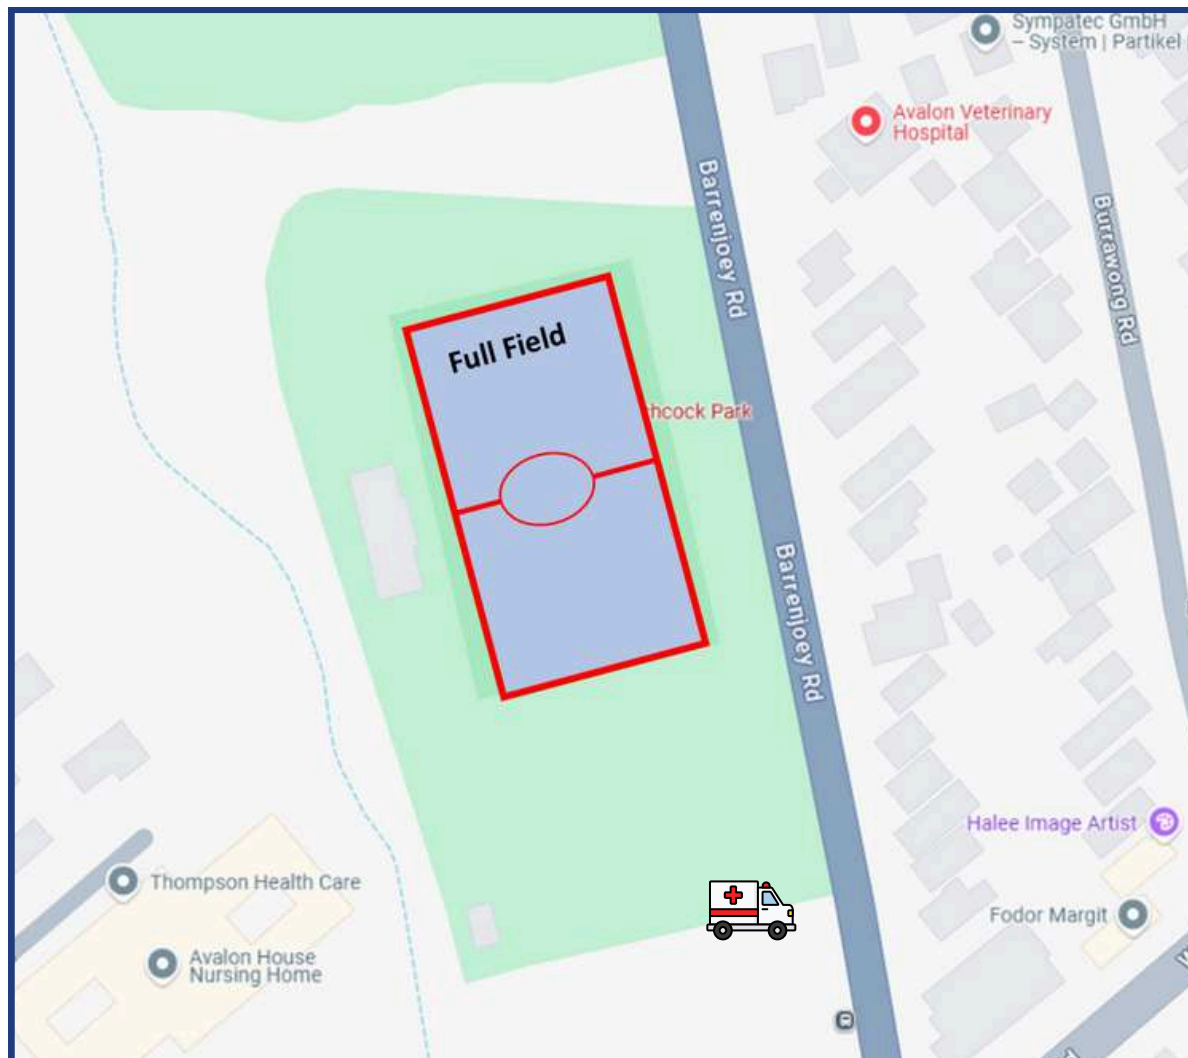 Sympatec GmbH
– System | Partikel
Avalon Veterinary
Hospital
Barrenjoey Rd
Burrawong Rd
Full Field
hcock Park
Barrenjoey Rd
Halee Image Artist
Thompson Health Care
Fodor Margit
Avalon House
Nursing Home